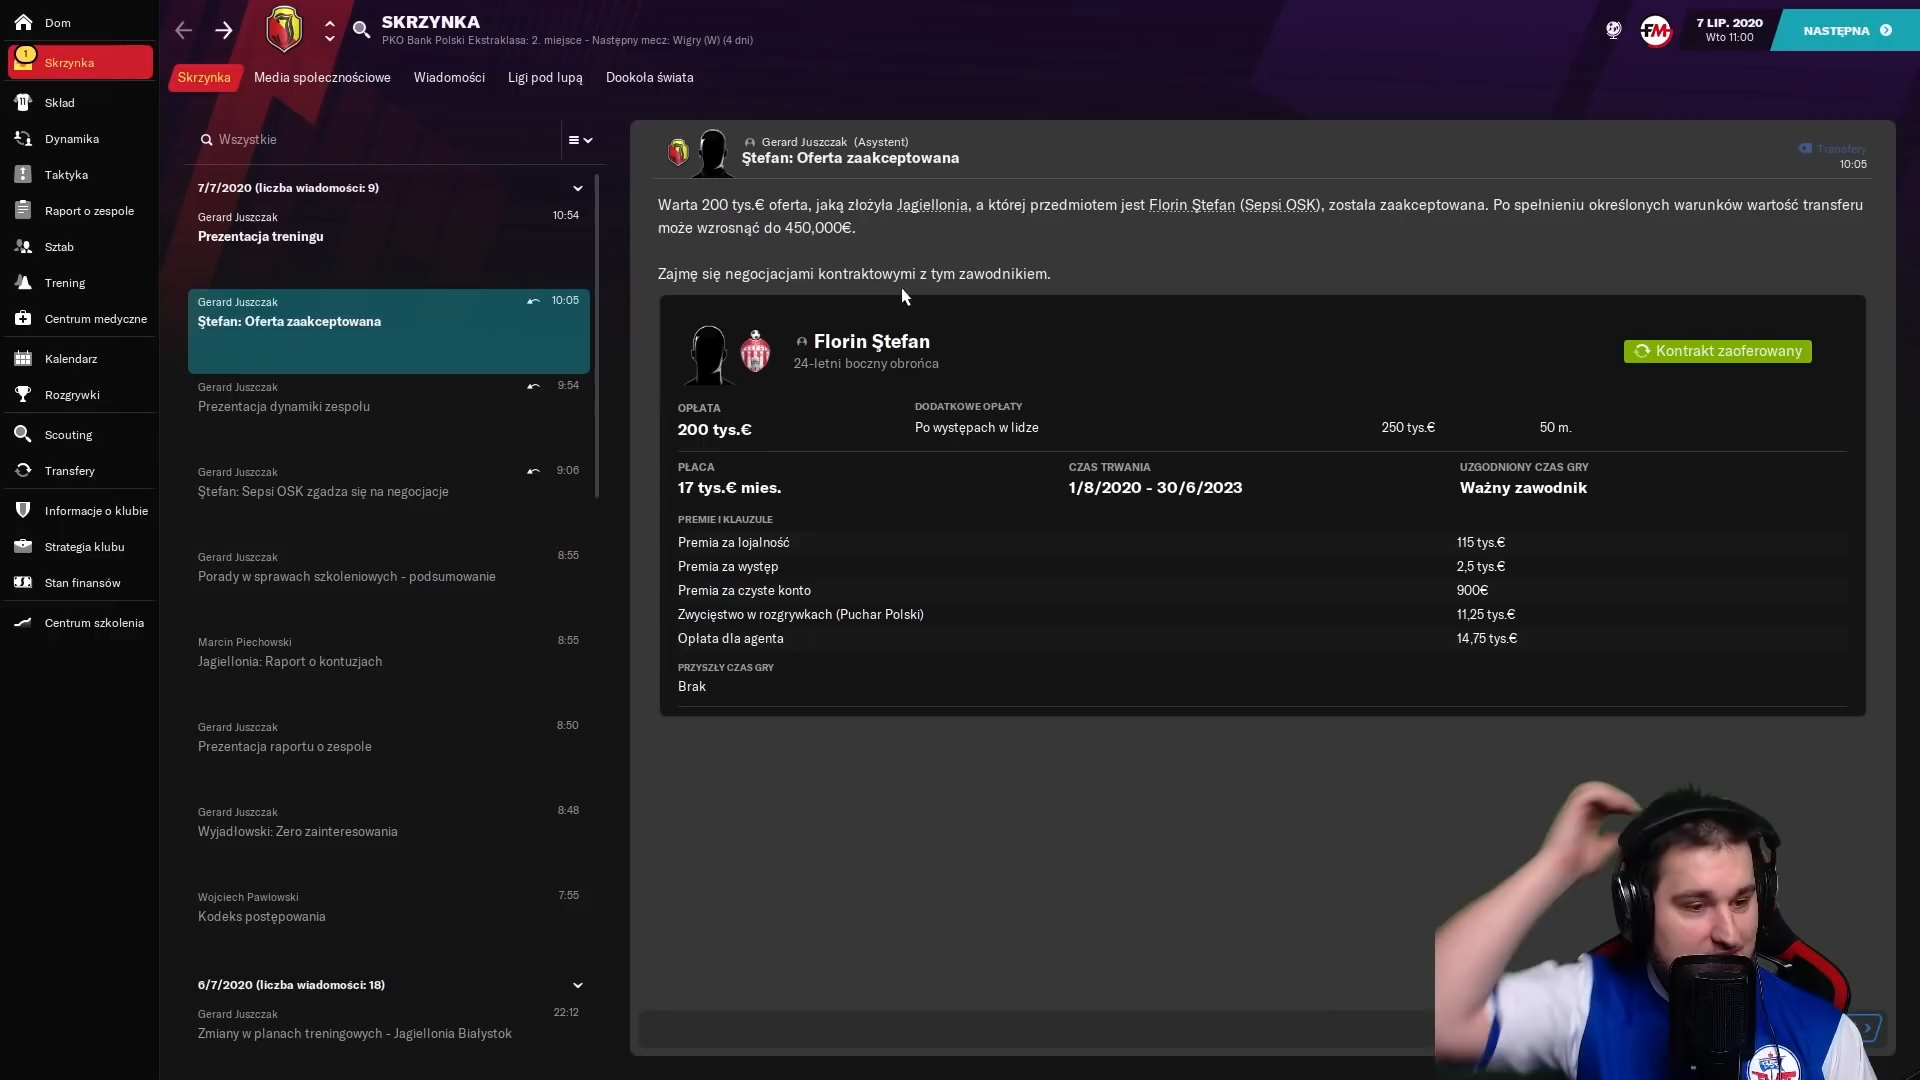 Dom
1
Skrzynka
Skład
Dynamika
Taktyka
Raport o zespole
Sztab
Trening
Centrum medyczne
Kalendarz
Rozgrywki
Scouting
Transfery
Informacje o klubie
Strategia klubu
Stan finansów
Centrum szkolenia
SKRZYNKA
PKO Bank Polski Ekstraklasa: 2. miejsce - Następny mecz: Wigry (W) (4 dni)
FM
7 LIP. 2020
Wto 11:00
NASTĘPNA
Skrzynka
Media społecznościowe
Wiadomości
Ligi pod lupą
Dookoła świata
Wszystkie
7/7/2020 (liczba wiadomości: 9)
Gerard Juszczak 10:54
Prezentacja treningu
Gerard Juszczak 10:05
Ştefan: Oferta zaakceptowana
Gerard Juszczak 9:54
Prezentacja dynamiki zespołu
Gerard Juszczak 9:06
Ştefan: Sepsi OSK zgadza się na negocjacje
Gerard Juszczak 8:55
Porady w sprawach szkoleniowych - podsumowanie
Marcin Piechowski 8:55
Jagiellonia: Raport o kontuzjach
Gerard Juszczak 8:50
Prezentacja raportu o zespole
Gerard Juszczak 8:48
Wyjadłowski: Zero zainteresowania
Wojciech Pawłowski 7:55
Kodeks postępowania
6/7/2020 (liczba wiadomości: 18)
Gerard Juszczak 22:12
Zmiany w planach treningowych - Jagiellonia Białystok
Gerard Juszczak (Asystent)
Ştefan: Oferta zaakceptowana
Transfery
10:05
Warta 200 tys.€ oferta, jaką złożyła Jagiellonia, a której przedmiotem jest Florin Ştefan (Sepsi OSK), została zaakceptowana. Po spełnieniu określonych warunków wartość transferu
może wzrosnąć do 450,000€.
Zajmę się negocjacjami kontraktowymi z tym zawodnikiem.
Florin Ştefan
24-letni boczny obrońca
Kontrakt zaoferowany
OPŁATA
200 tys.€
DODATKOWE OPŁATY
Po występach w lidze 250 tys.€ 50 m.
PŁACA
17 tys.€ mies.
CZAS TRWANIA
1/8/2020 - 30/6/2023
UZGODNIONY CZAS GRY
Ważny zawodnik
PREMIE I KLAUZULE
Premia za lojalność 115 tys.€
Premia za występ 2,5 tys.€
Premia za czyste konto 900€
Zwycięstwo w rozgrywkach (Puchar Polski) 11,25 tys.€
Opłata dla agenta 14,75 tys.€
PRZYSZŁY CZAS GRY
Brak